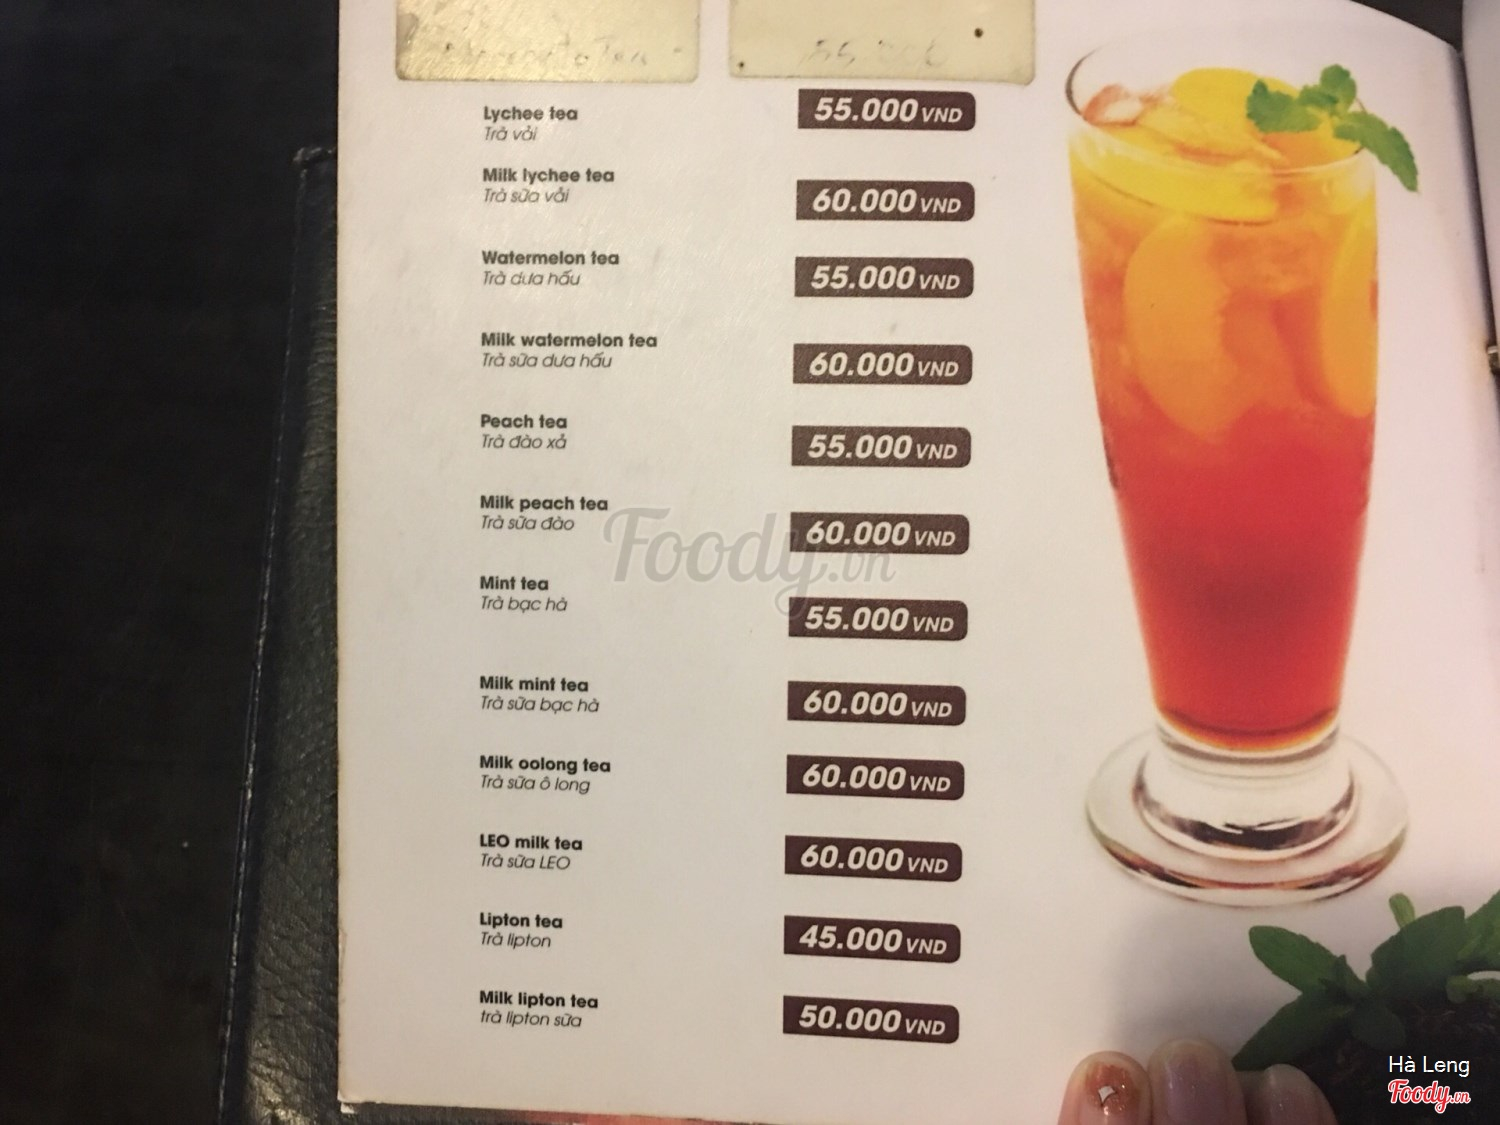 Tea
Lychee tea
Trà vải
55.000 VND
Milk lychee tea
Trà sữa vải
60.000 VND
Watermelon tea
Trà dưa hấu
55.000 VND
Milk watermelon tea
Trà sữa dưa hấu
60.000 VND
Peach tea
Trà đào xả
55.000 VND
Milk peach tea
Trà sữa đào
60.000 VND
Foody.vn
Mint tea
Trà bạc hà
55.000 VND
Milk mint tea
Trà sữa bạc hà
60.000 VND
Milk oolong tea
Trà sữa ô long
60.000 VND
LEO milk tea
Trà sữa LEO
60.000 VND
Lipton tea
Trà lipton
45.000 VND
Milk lipton tea
trà lipton sữa
50.000 VND
Hà Leng
Foody.vn